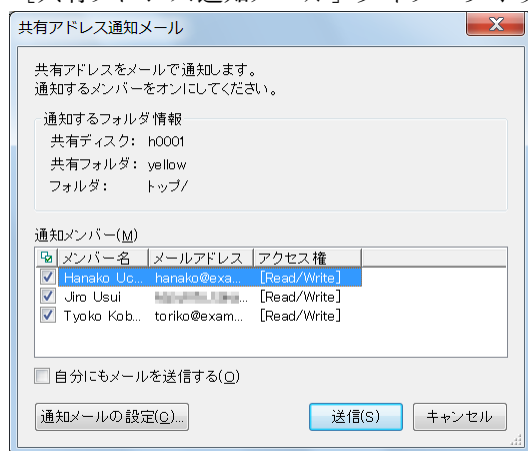 共有アドレス通知メール
共有アドレスをメールで通知します。
通知するメンバーをオンにしてください。
通知するフォルダ情報
共有ディスク: h0001
共有フォルダ: yellow
フォルダ: トップ/
通知メンバー(M)
メンバー名 メールアドレス アクセス権
Hanako Uc... hanako@exa... [Read/Write]
Jiro Usui [Read/Write]
Tyoko Kob... toriko@exam... [Read/Write]
自分にもメールを送信する(O)
通知メールの設定(C)... 送信(S) キャンセル